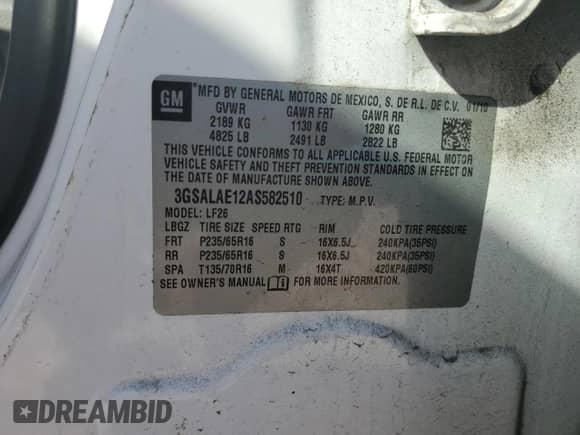 GM
MFD BY GENERAL MOTORS DE MEXICO, S. DE R.L. DE C.V. 01/10
GVWR GAWR FRT GAWR RR
2189 KG 1130 KG 1280 KG
4825 LB 2491 LB 2822 LB
THIS VEHICLE CONFORMS TO ALL APPLICABLE U.S. FEDERAL MOTOR
VEHICLE SAFETY AND THEFT PREVENTION STANDARDS IN EFFECT ON
THE DATE OF MANUFACTURE SHOWN ABOVE.
3GSALAE12AS582510 TYPE: M.P.V.
MODEL: LF26
LBGZ TIRE SIZE SPEED RTG RIM COLD TIRE PRESSURE
FRT P235/65R16 S 16X6.5J 240KPA(35PSI)
RR P235/65R16 S 16X6.5J 240KPA(35PSI)
SPA T135/70R16 M 16X4T 420KPA(60PSI)
SEE OWNER'S MANUAL FOR MORE INFORMATION.
DREAMBID